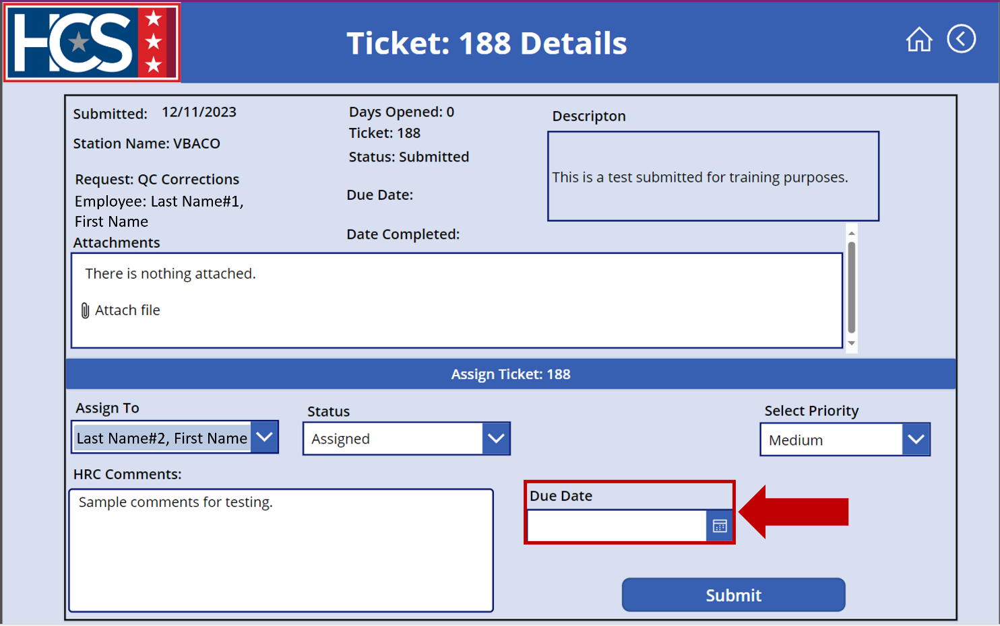 HCS
Ticket: 188 Details
Submitted: 12/11/2023
Station Name: VBACO
Request: QC Corrections
Employee: Last Name#1,
First Name
Days Opened: 0
Ticket: 188
Status: Submitted
Due Date:
Date Completed:
Descripton
This is a test submitted for training purposes.
Attachments
There is nothing attached.
Attach file
Assign Ticket: 188
Assign To
Last Name#2, First Name
Status
Assigned
Select Priority
Medium
HRC Comments:
Sample comments for testing.
Due Date
Submit